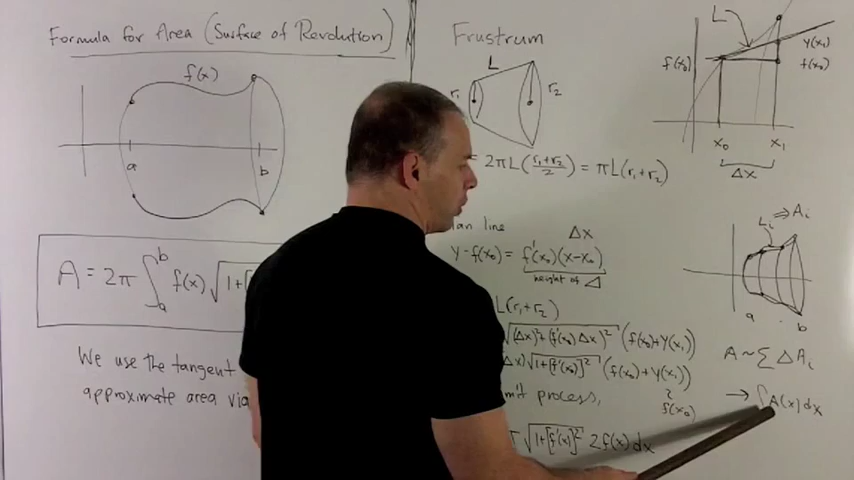 Formula for Area (Surface of Revolution)
f(x)
a
b
A = 2π ∫_a^b f(x) √1+[
We use the tangent
approximate area via
Frustrum
L
r₁
r₂
= 2πL(r₁+r₂/2) = πL(r₁+r₂)
line
Δx
Y-f(x₀) = f'(x₀)(x-x₀)
height of △
L(r₁+r₂)
√(Δx)²+(f'(x₀)Δx)² (f(x₀)+Y(x₁))
Δx)√1+[f'(x₀)]² (f(x₀)+Y(x₁))
≈
f(x₀)
process,
√1+[f'(x)]² 2f(x)dx
L
f(x₀)
Y(x₁)
f(x₀)
x₀
x₁
Δx
Lᵢ ⇒ Aᵢ
a
b
A ~ Σ ΔAᵢ
→ ∫ A(x)dx